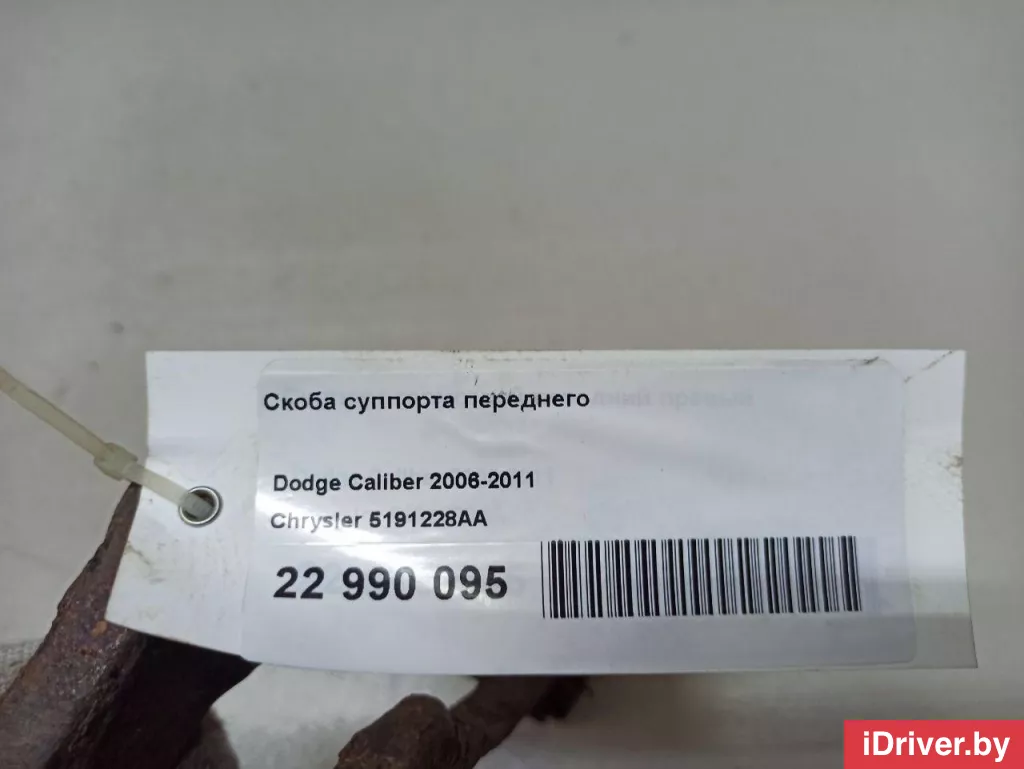 Скоба суппорта переднего
Dodge Caliber 2006-2011
Chrysler 5191228AA
22 990 095
iDriver.by